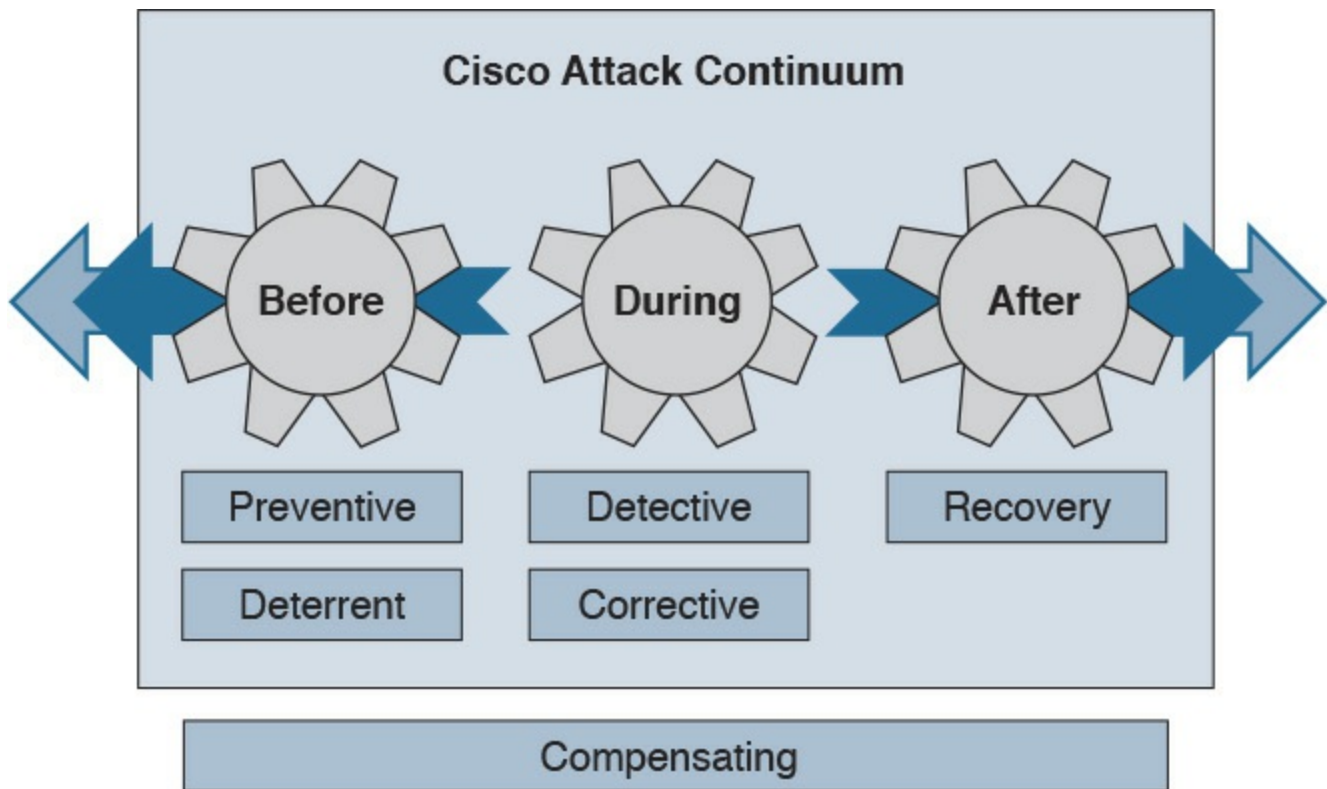 Cisco Attack Continuum
Before
During
After
Preventive
Detective
Recovery
Deterrent
Corrective
Compensating